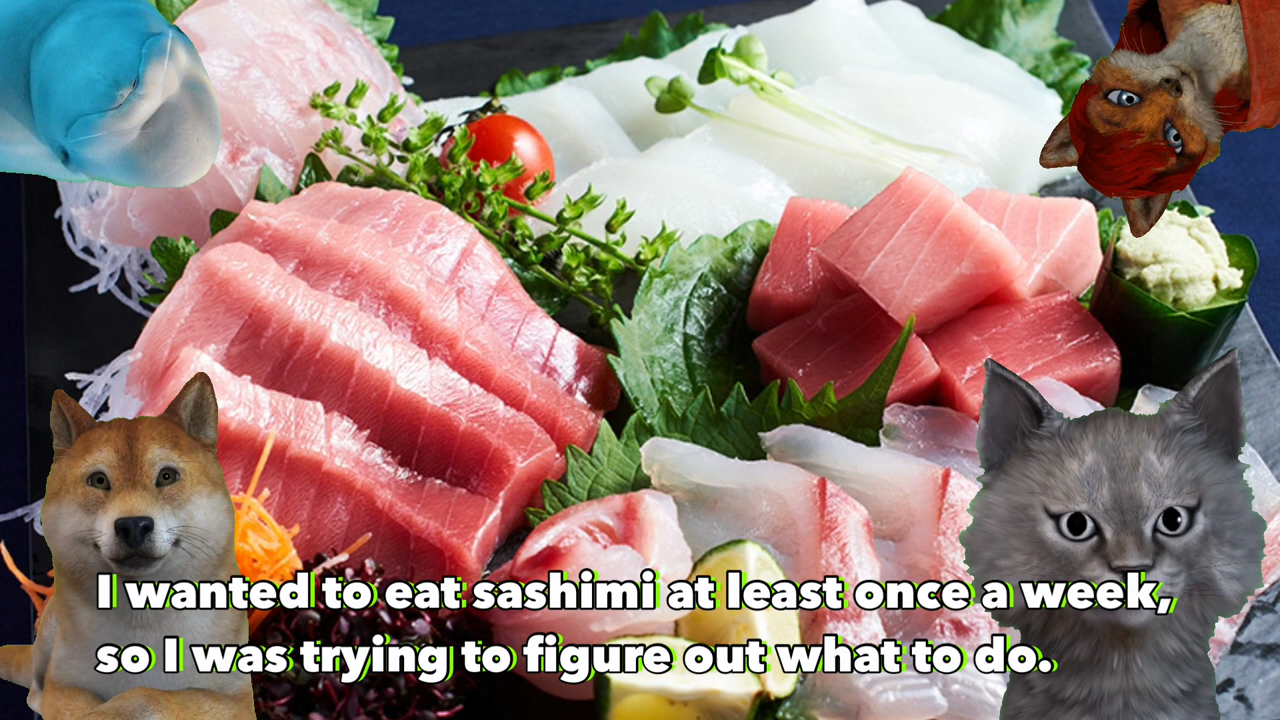 I wanted to eat sashimi at least once a week,
so I was trying to figure out what to do.